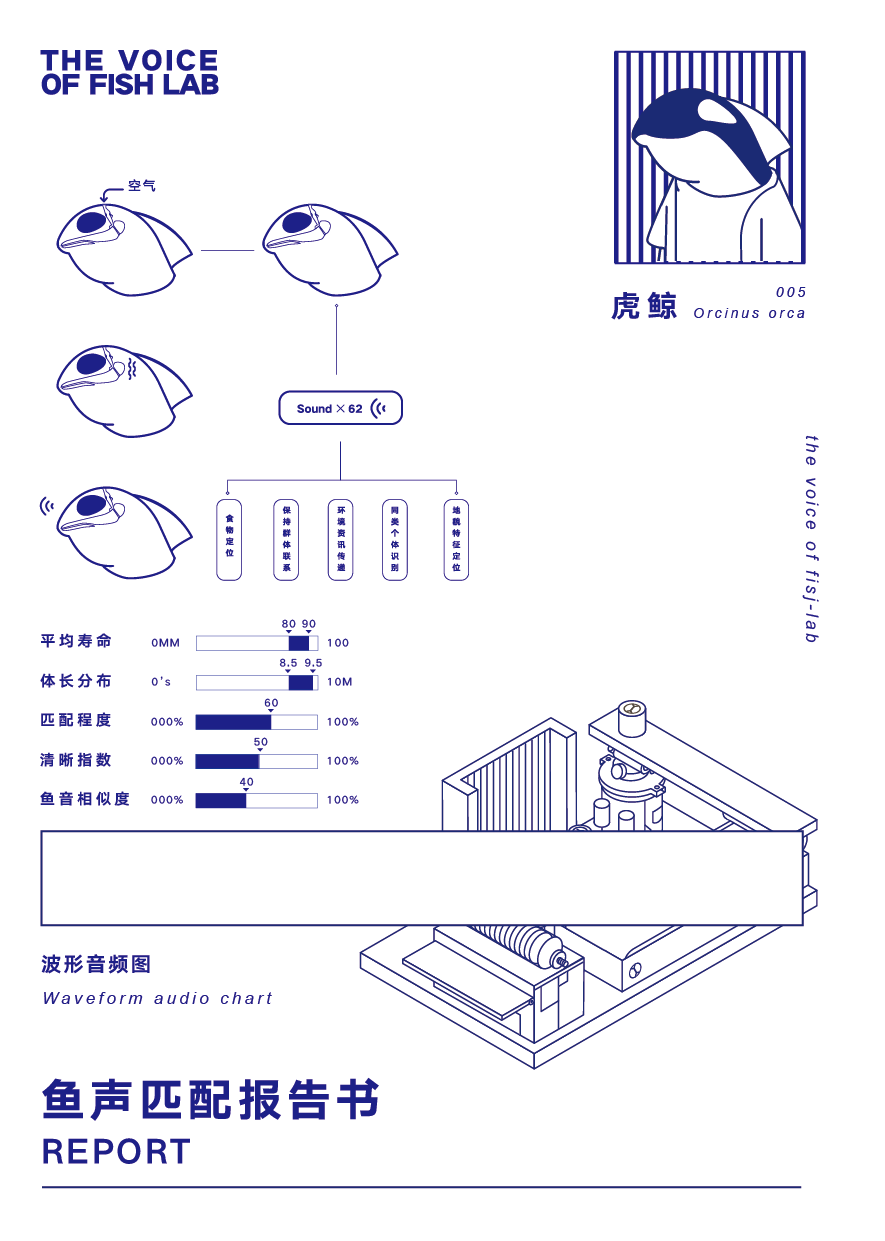 THE VOICE
OF FISH LAB
空气
虎鲸
005
Orcinus orca
Sound × 62
食物定位
保持群体联系
环境资讯传递
同类个体识别
地貌特征定位
the voice of fisj-lab
平均寿命 0MM 80 90 100
体长分布 0's 8.5 9.5 10M
匹配程度 000% 60 100%
清晰指数 000% 50 100%
鱼音相似度 000% 40 100%
波形音频图
Waveform audio chart
鱼声匹配报告书
REPORT